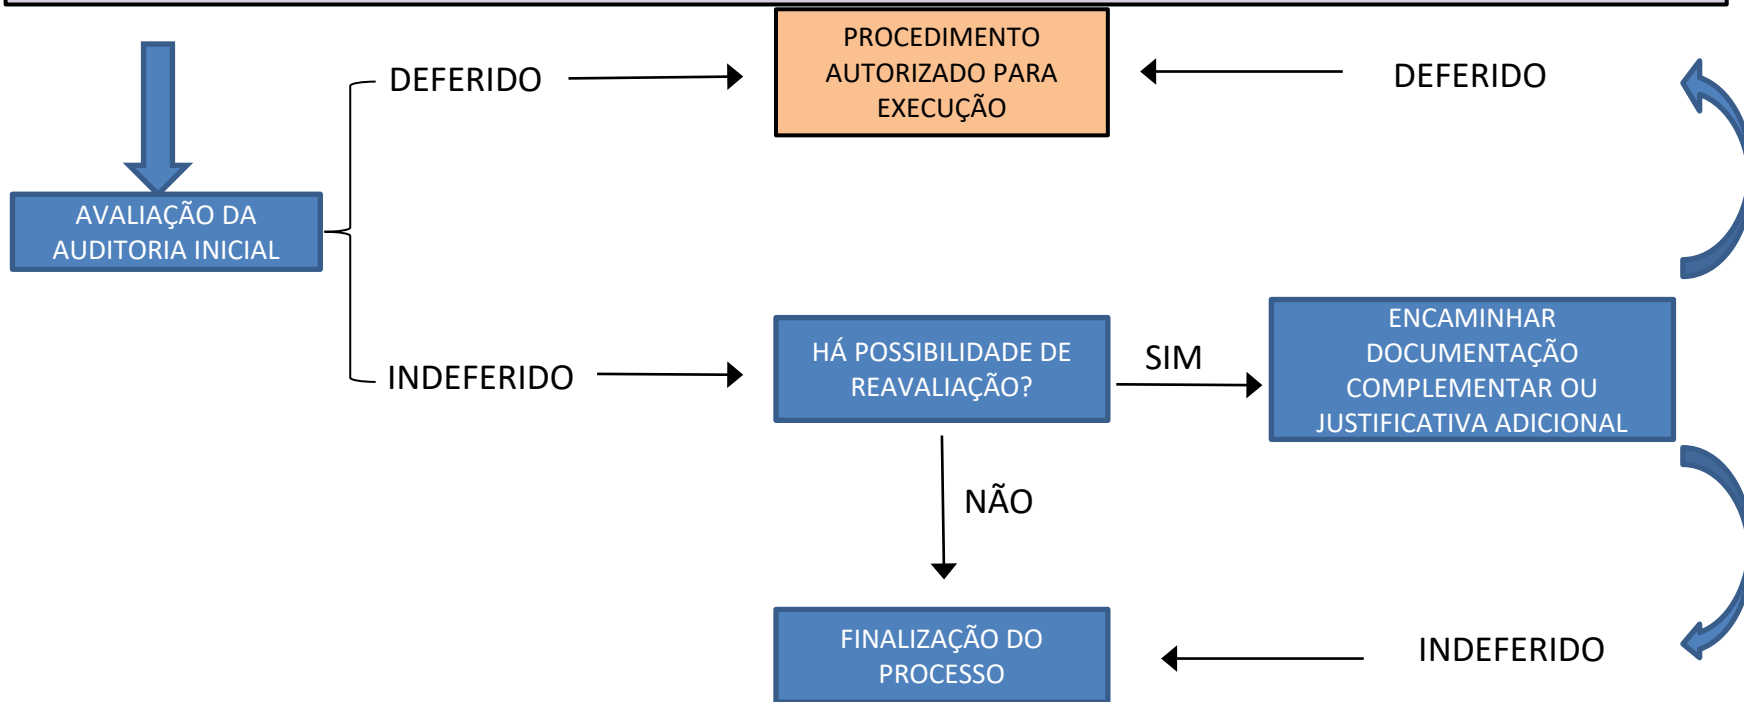 PROCEDIMENTO
AUTORIZADO PARA
EXECUÇÃO
DEFERIDO
DEFERIDO
AVALIAÇÃO DA
AUDITORIA INICIAL
INDEFERIDO
HÁ POSSIBILIDADE DE
REAVALIAÇÃO?
SIM
ENCAMINHAR
DOCUMENTAÇÃO
COMPLEMENTAR OU
JUSTIFICATIVA ADICIONAL
NÃO
FINALIZAÇÃO DO
PROCESSO
INDEFERIDO